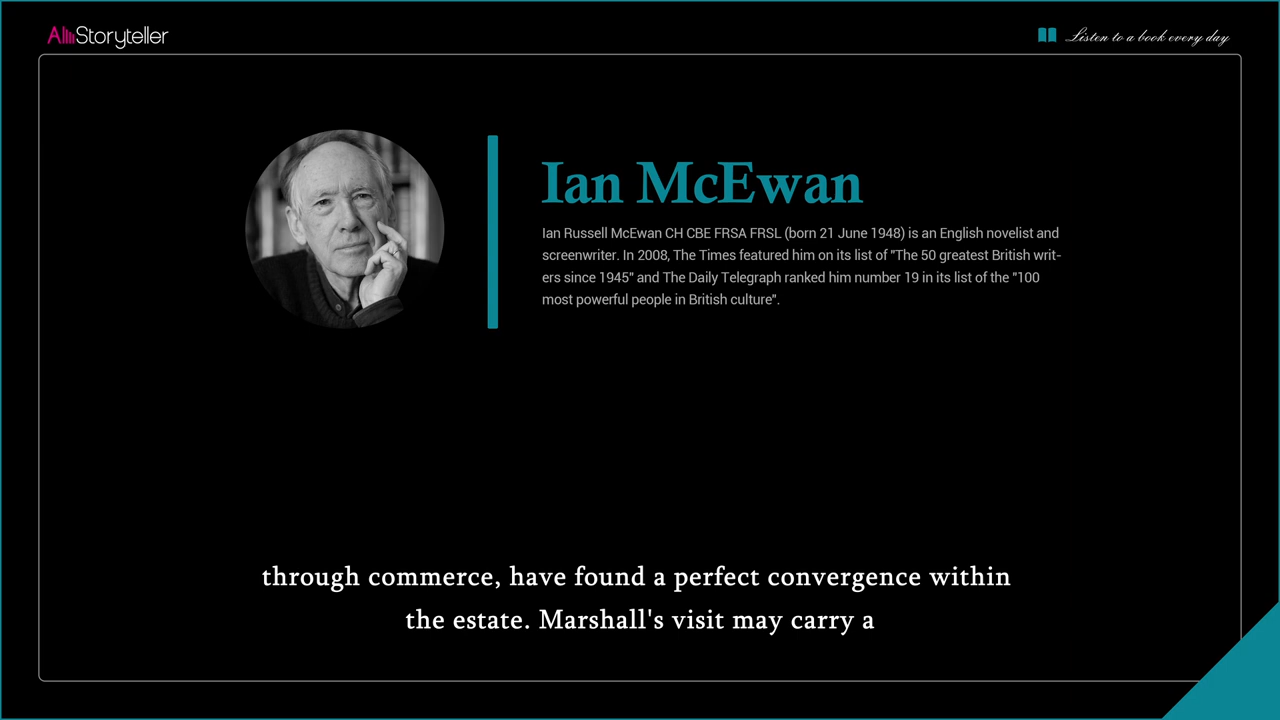 AllStoryteller
Listen to a book every day
Ian McEwan
Ian Russell McEwan CH CBE FRSA FRSL (born 21 June 1948) is an English novelist and
screenwriter. In 2008, The Times featured him on its list of "The 50 greatest British writ-
ers since 1945" and The Daily Telegraph ranked him number 19 in its list of the "100
most powerful people in British culture".
through commerce, have found a perfect convergence within
the estate. Marshall's visit may carry a